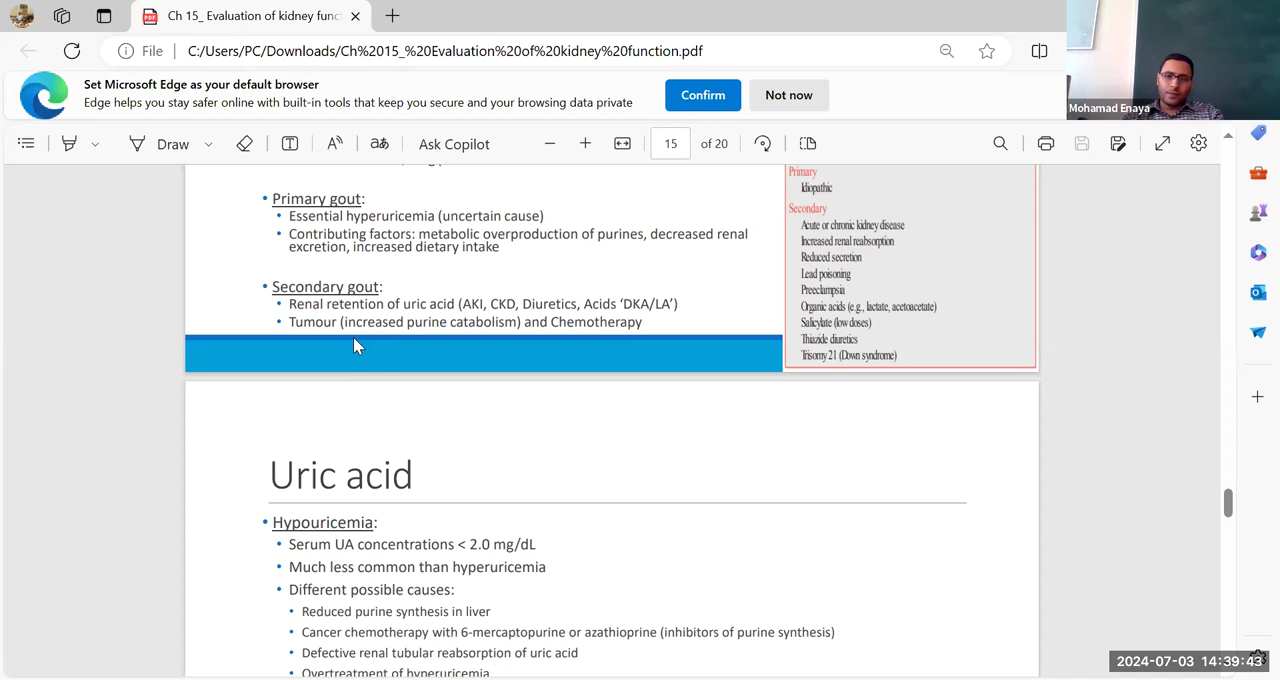 Ch 15_ Evaluation of kidney func
File
C:/Users/PC/Downloads/Ch%2015_%20Evaluation%20of%20kidney%20function.pdf
Set Microsoft Edge as your default browser
Edge helps you stay safer online with built-in tools that keep you secure and your browsing data private
Confirm
Not now
Mohamad Enaya
Draw
Ask Copilot
15
of 20
• Primary gout:
• Essential hyperuricemia (uncertain cause)
• Contributing factors: metabolic overproduction of purines, decreased renal
excretion, increased dietary intake
• Secondary gout:
• Renal retention of uric acid (AKI, CKD, Diuretics, Acids ‘DKA/LA’)
• Tumour (increased purine catabolism) and Chemotherapy
Primary
Idiopathic
Secondary
Acute or chronic kidney disease
Increased renal reabsorption
Reduced secretion
Lead poisoning
Preeclampsia
Organic acids (e.g., lactate, acetoacetate)
Salicylate (low doses)
Thiazide diuretics
Trisomy 21 (Down syndrome)
Uric acid
• Hypouricemia:
• Serum UA concentrations < 2.0 mg/dL
• Much less common than hyperuricemia
• Different possible causes:
• Reduced purine synthesis in liver
• Cancer chemotherapy with 6-mercaptopurine or azathioprine (inhibitors of purine synthesis)
• Defective renal tubular reabsorption of uric acid
• Overtreatment of hyperuricemia
2024-07-03 14:39:43